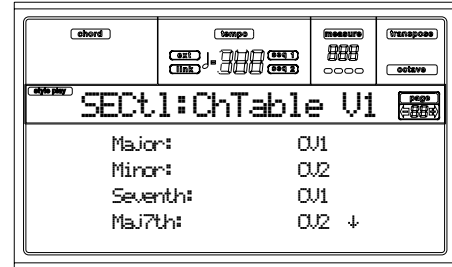 chord tempo measure transpose
ext seq 1
♩=
link seq 2 octave
style play SECtl:ChTable V1 page
Major: CV1
Minor: CV2
Seventh: CV1
Maj7th: CV2 ↓